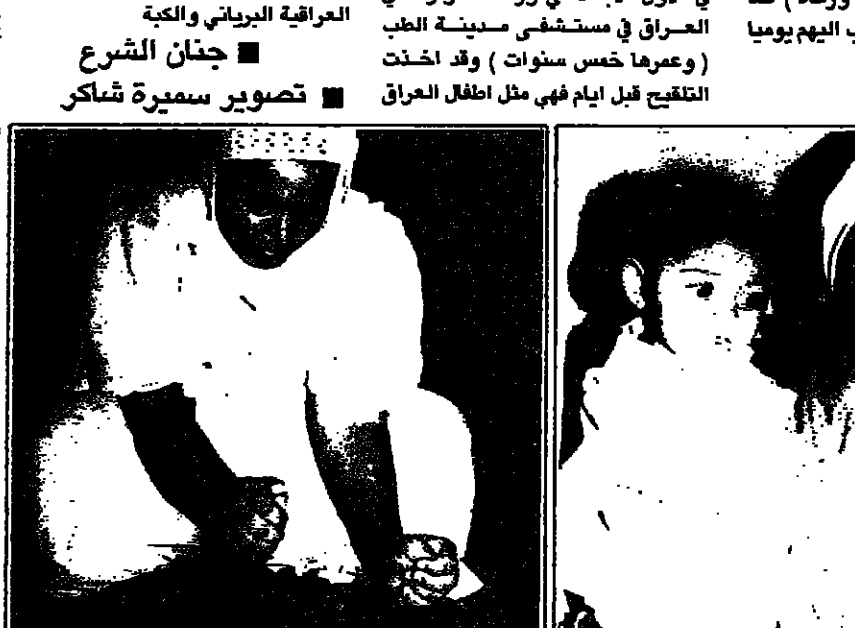 اليهم يوميا
العراق في مستشفى مدينة الطب
( وعمرها خمس سنوات ) وقد اخذت
التلقيح قبل ايام فهي مثل اطفال العراق
العراقية البرياني والكبة
■ جنان الشرع
■ تصوير سميرة شاكر